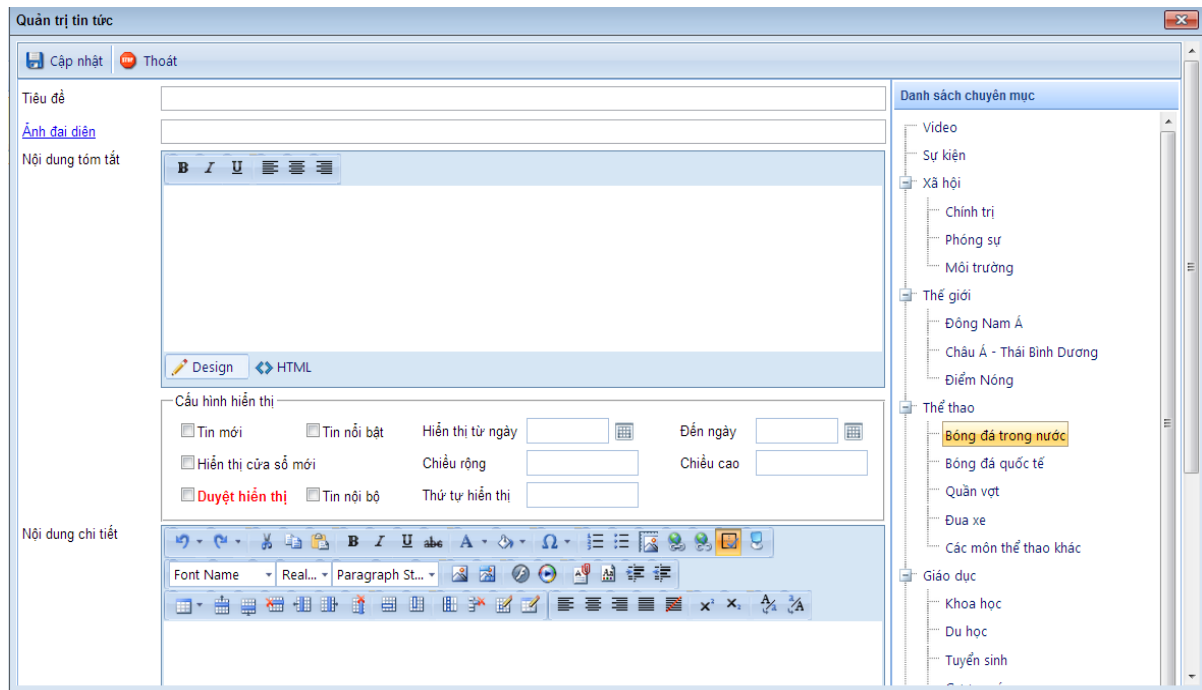 Quản trị tin tức
Cập nhật Thoát
Tiêu đề
Ảnh đai diên
Nội dung tóm tắt
B I U
Design HTML
Cấu hình hiển thị
Tin mới Tin nổi bật Hiển thị từ ngày Đến ngày
Hiển thị cửa sổ mới Chiều rộng Chiều cao
Duyệt hiển thị Tin nội bộ Thứ tự hiển thị
Nội dung chi tiết
B I U abc A Ω
Font Name Real... Paragraph St...
Danh sách chuyên mục
Video
Sự kiện
Xã hội
Chính trị
Phóng sự
Môi trường
Thế giới
Đông Nam Á
Châu Á - Thái Bình Dương
Điểm Nóng
Thể thao
Bóng đá trong nước
Bóng đá quốc tế
Quần vợt
Đua xe
Các môn thể thao khác
Giáo dục
Khoa học
Du học
Tuyển sinh